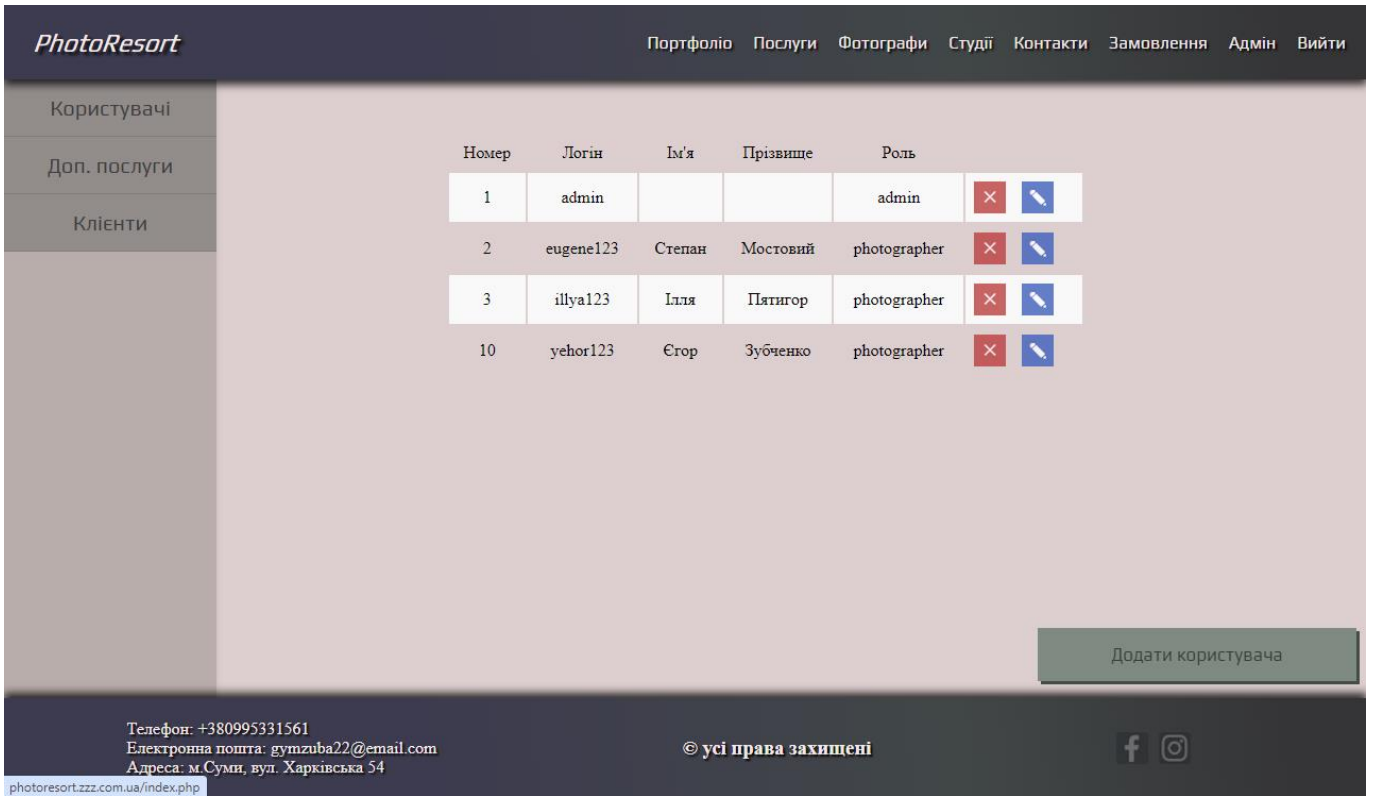 PhotoResort Портфоліо Послуги Фотографи Студії Контакти Замовлення Адмін Вийти
Користувачі
Доп. послуги
Клієнти
Номер Логін Ім'я Прізвище Роль
1 admin admin
2 eugene123 Степан Мостовий photographer
3 illya123 Ілля Пятигор photographer
10 yehor123 Єгор Зубченко photographer
Додати користувача
Телефон: +380995331561
Електронна пошта: gymzuba22@email.com
Адреса: м.Суми, вул. Харківська 54
© усі права захищені
photoresort.zzz.com.ua/index.php